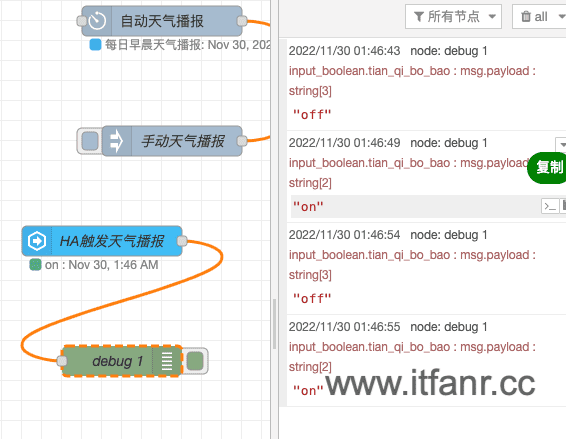 自动天气播报
每日早晨天气播报: Nov 30, 202
手动天气播报
HA触发天气播报
on : Nov 30, 1:46 AM
debug 1
所有节点
all
2022/11/30 01:46:43 node: debug 1
input_boolean.tian_qi_bo_bao : msg.payload :
string[3]
"off"
2022/11/30 01:46:49 node: debug 1
input_boolean.tian_qi_bo_bao : msg.payload
复制
string[2]
"on"
2022/11/30 01:46:54 node: debug 1
input_boolean.tian_qi_bo_bao : msg.payload :
string[3]
"off"
2022/11/30 01:46:55 node: debug 1
input_boolean.tian_qi_bo_bao : msg.payload :
string[2]
"on"
www.itfanr.cc